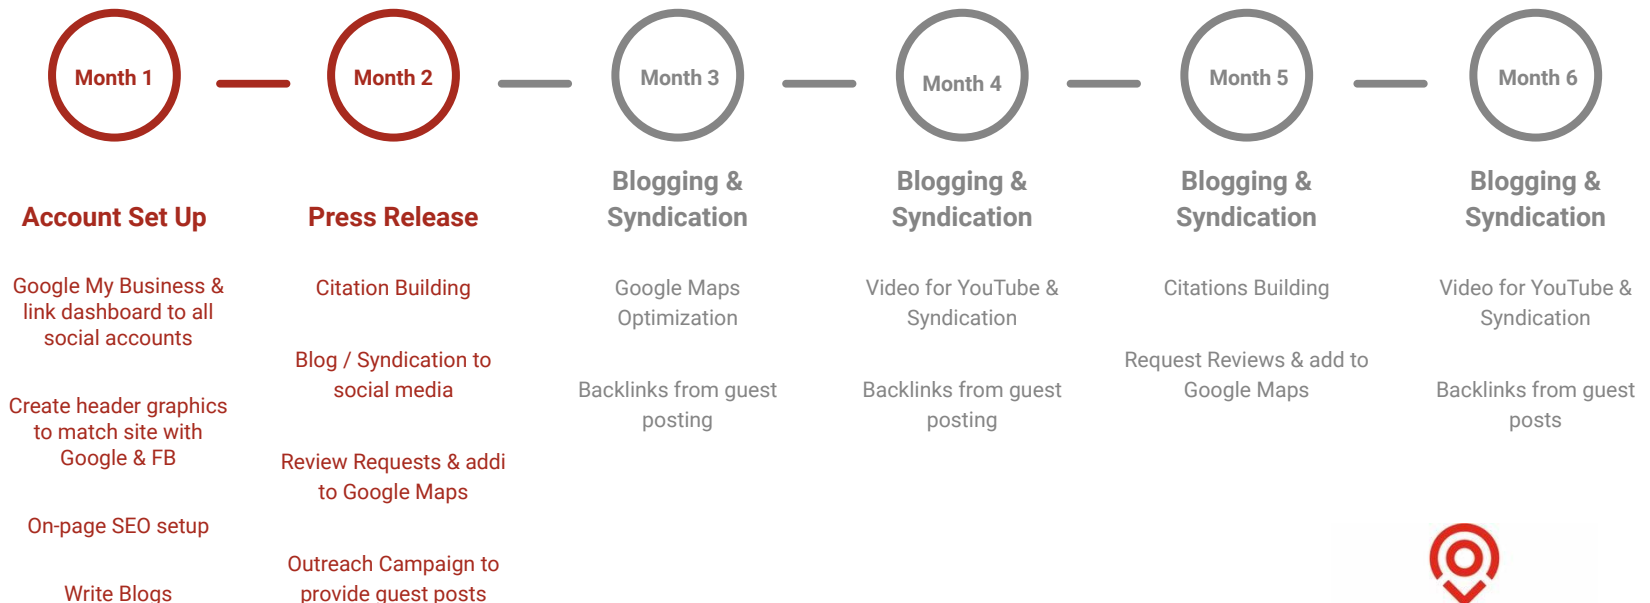 Month 1
Month 2
Month 3
Month 4
Month 5
Month 6
Account Set Up
Google My Business &
link dashboard to all
social accounts
Create header graphics
to match site with
Google & FB
On-page SEO setup
Write Blogs
Press Release
Citation Building
Blog / Syndication to
social media
Review Requests & addi
to Google Maps
Outreach Campaign to
provide guest posts
Blogging &
Syndication
Google Maps
Optimization
Backlinks from guest
posting
Blogging &
Syndication
Video for YouTube &
Syndication
Backlinks from guest
posting
Blogging &
Syndication
Citations Building
Request Reviews & add to
Google Maps
Blogging &
Syndication
Video for YouTube &
Syndication
Backlinks from guest
posts